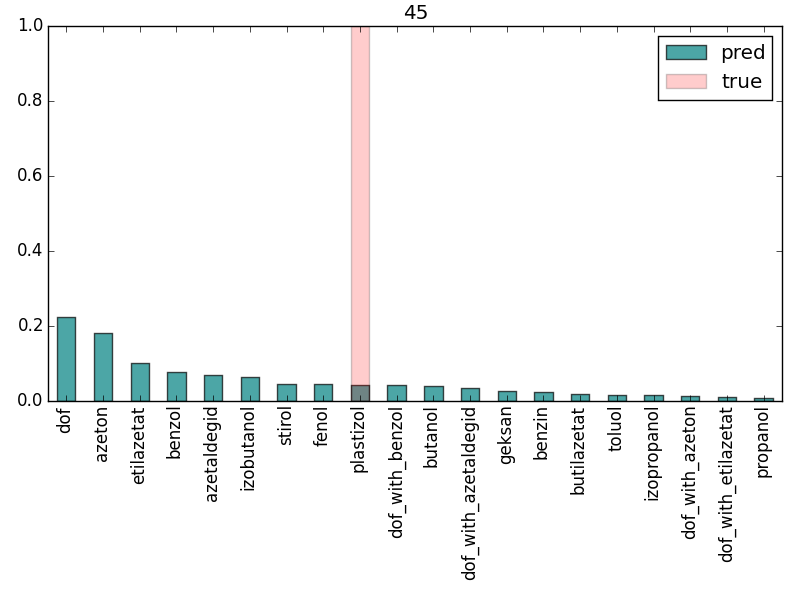 45
1.0
0.8
0.6
0.4
0.2
0.0
pred
true
dof
azeton
etilazetat
benzol
azetaldegid
izobutanol
stirol
fenol
plastizol
dof_with_benzol
butanol
dof_with_azetaldegid
geksan
benzin
butilazetat
toluol
izopropanol
dof_with_azeton
dof_with_etilazetat
propanol